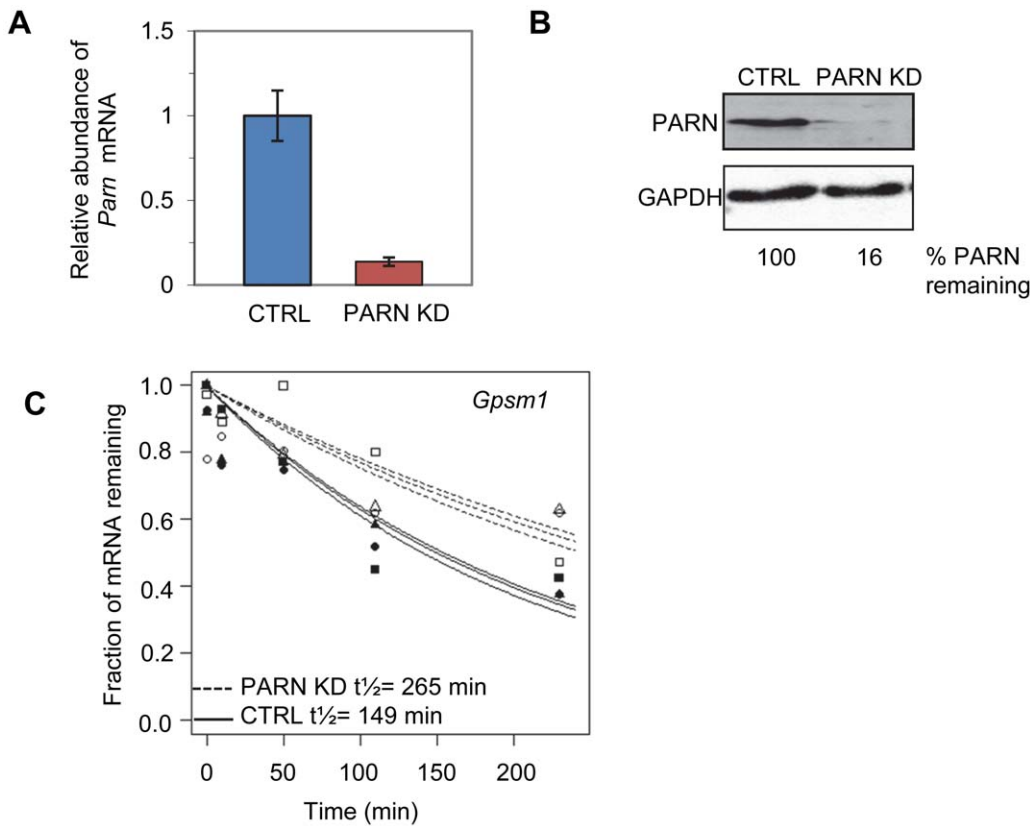 A
Relative abundance of
Parn mRNA
1.5
1
0.5
0
CTRL PARN KD
B
CTRL PARN KD
PARN
GAPDH
100 16 % PARN
remaining
C
Fraction of mRNA remaining
1.0
0.8
0.6
0.4
0.2
0.0
Gpsm1
PARN KD t½= 265 min
CTRL t½= 149 min
0 50 100 150 200
Time (min)